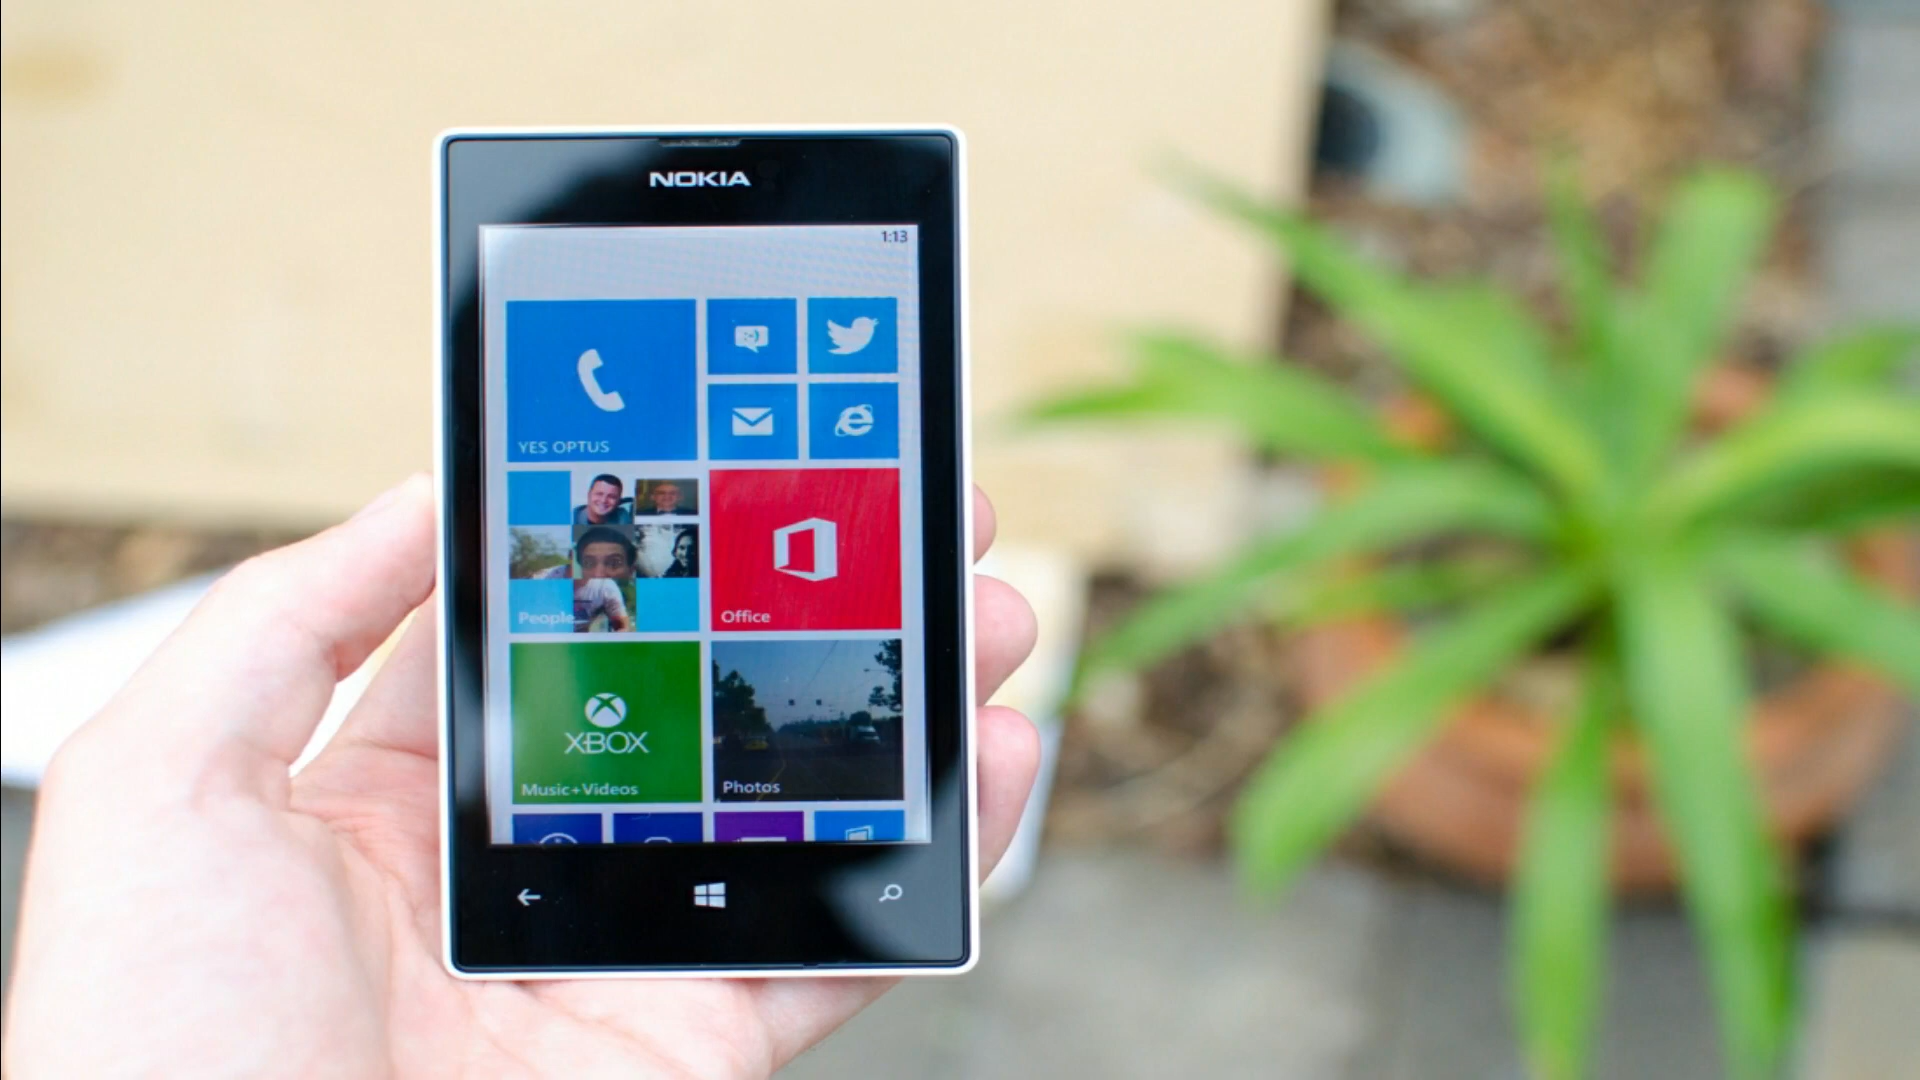 NOKIA
1:13
YES OPTUS
People
Office
XBOX
Music+Videos
Photos